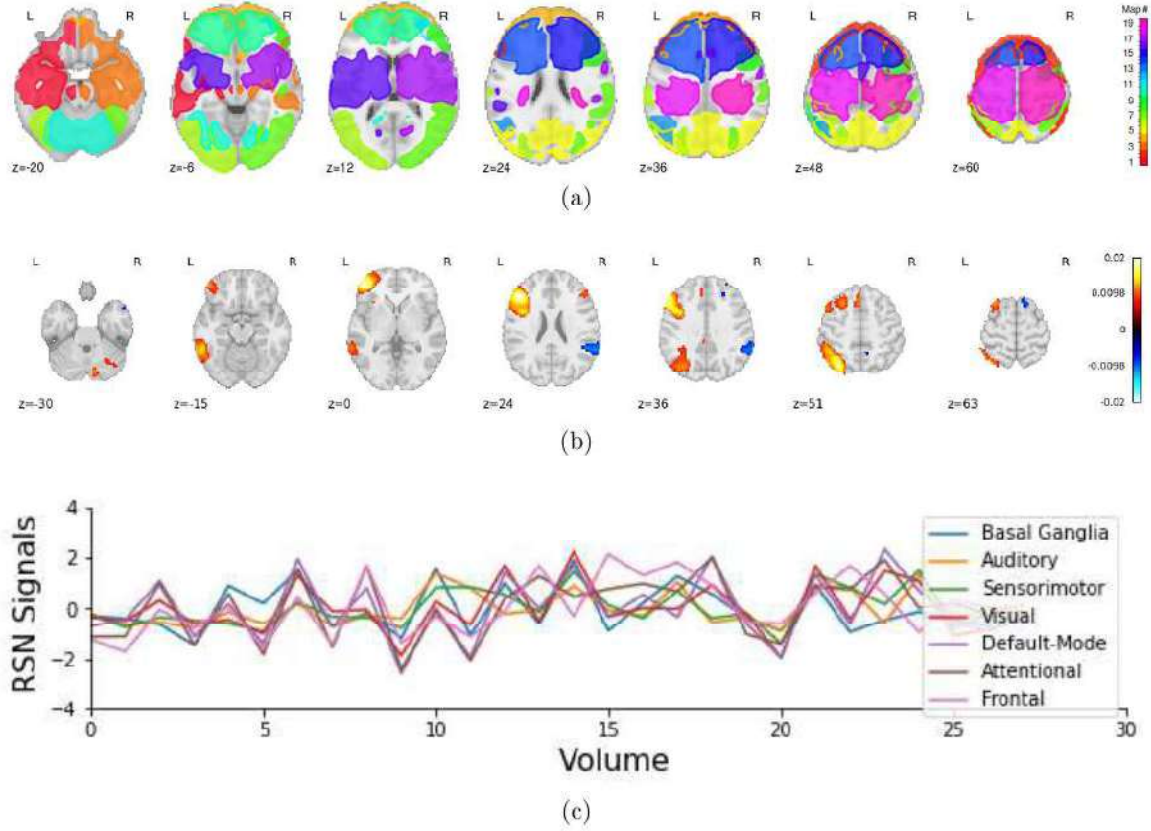 L R L R L R L R L R L R L R Map #
19
17
15
13
11
9
7
5
3
1
z=-20 z=-6 z=12 z=24 z=36 z=48 z=60
(a)
L R L R L R L R L R L R L R
0.02
0.0098
0
-0.0098
-0.02
z=-30 z=-15 z=0 z=24 z=36 z=51 z=63
(b)
RSN Signals
4
2
0
−2
−4
Basal Ganglia
Auditory
Sensorimotor
Visual
Default-Mode
Attentional
Frontal
0 5 10 15 20 25 30
Volume
(c)